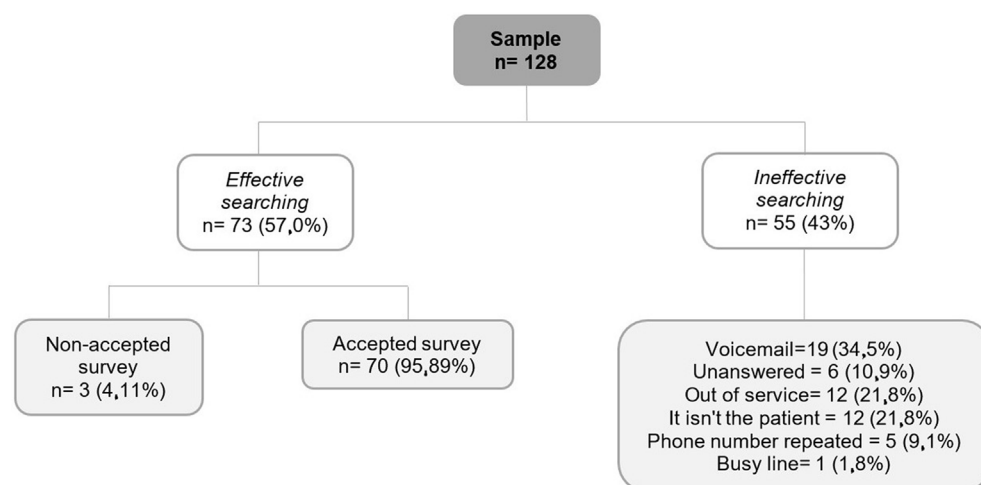 Sample
n= 128
Effective
searching
n= 73 (57,0%)
Ineffective
searching
n= 55 (43%)
Non-accepted
survey
n= 3 (4,11%)
Accepted survey
n= 70 (95,89%)
Voicemail=19 (34,5%)
Unanswered = 6 (10,9%)
Out of service= 12 (21,8%)
It isn't the patient = 12 (21,8%)
Phone number repeated = 5 (9,1%)
Busy line= 1 (1,8%)